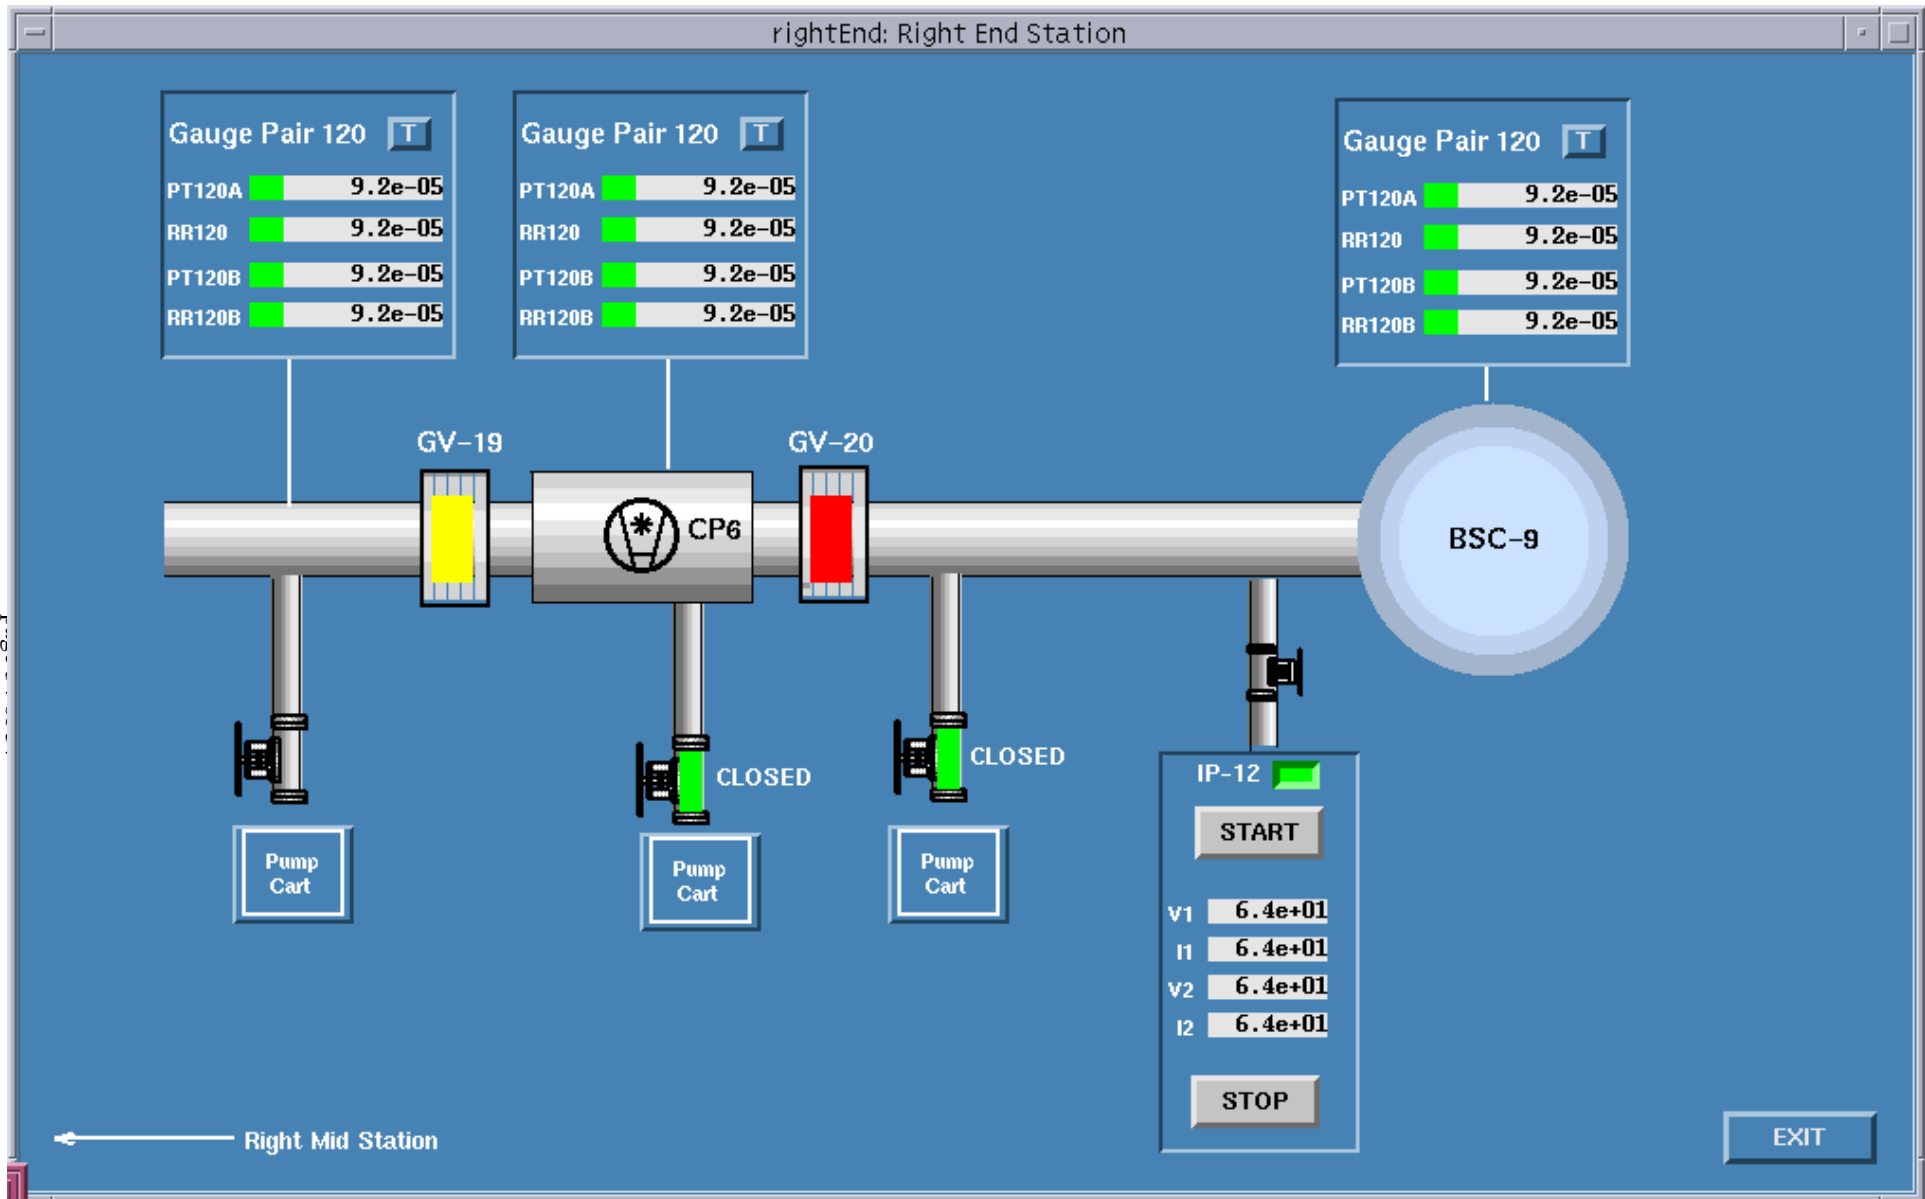 rightEnd: Right End Station
Gauge Pair 120 T
PT120A 9.2e-05
RR120 9.2e-05
PT120B 9.2e-05
RR120B 9.2e-05
Gauge Pair 120 T
PT120A 9.2e-05
RR120 9.2e-05
PT120B 9.2e-05
RR120B 9.2e-05
Gauge Pair 120 T
PT120A 9.2e-05
RR120 9.2e-05
PT120B 9.2e-05
RR120B 9.2e-05
GV-19
GV-20
CP6
BSC-9
CLOSED
CLOSED
Pump
Cart
Pump
Cart
Pump
Cart
IP-12
START
V1 6.4e+01
I1 6.4e+01
V2 6.4e+01
I2 6.4e+01
STOP
Right Mid Station
EXIT